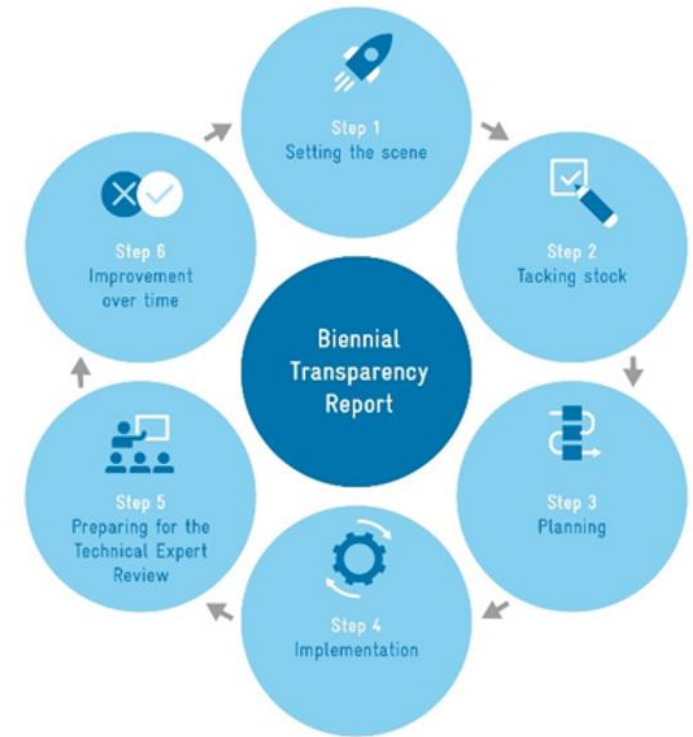 Step 1
Setting the scene
Step 2
Tacking stock
Step 3
Planning
Step 4
Implementation
Step 5
Preparing for the
Technical Expert
Review
Step 6
Improvement
over time
Biennial
Transparency
Report